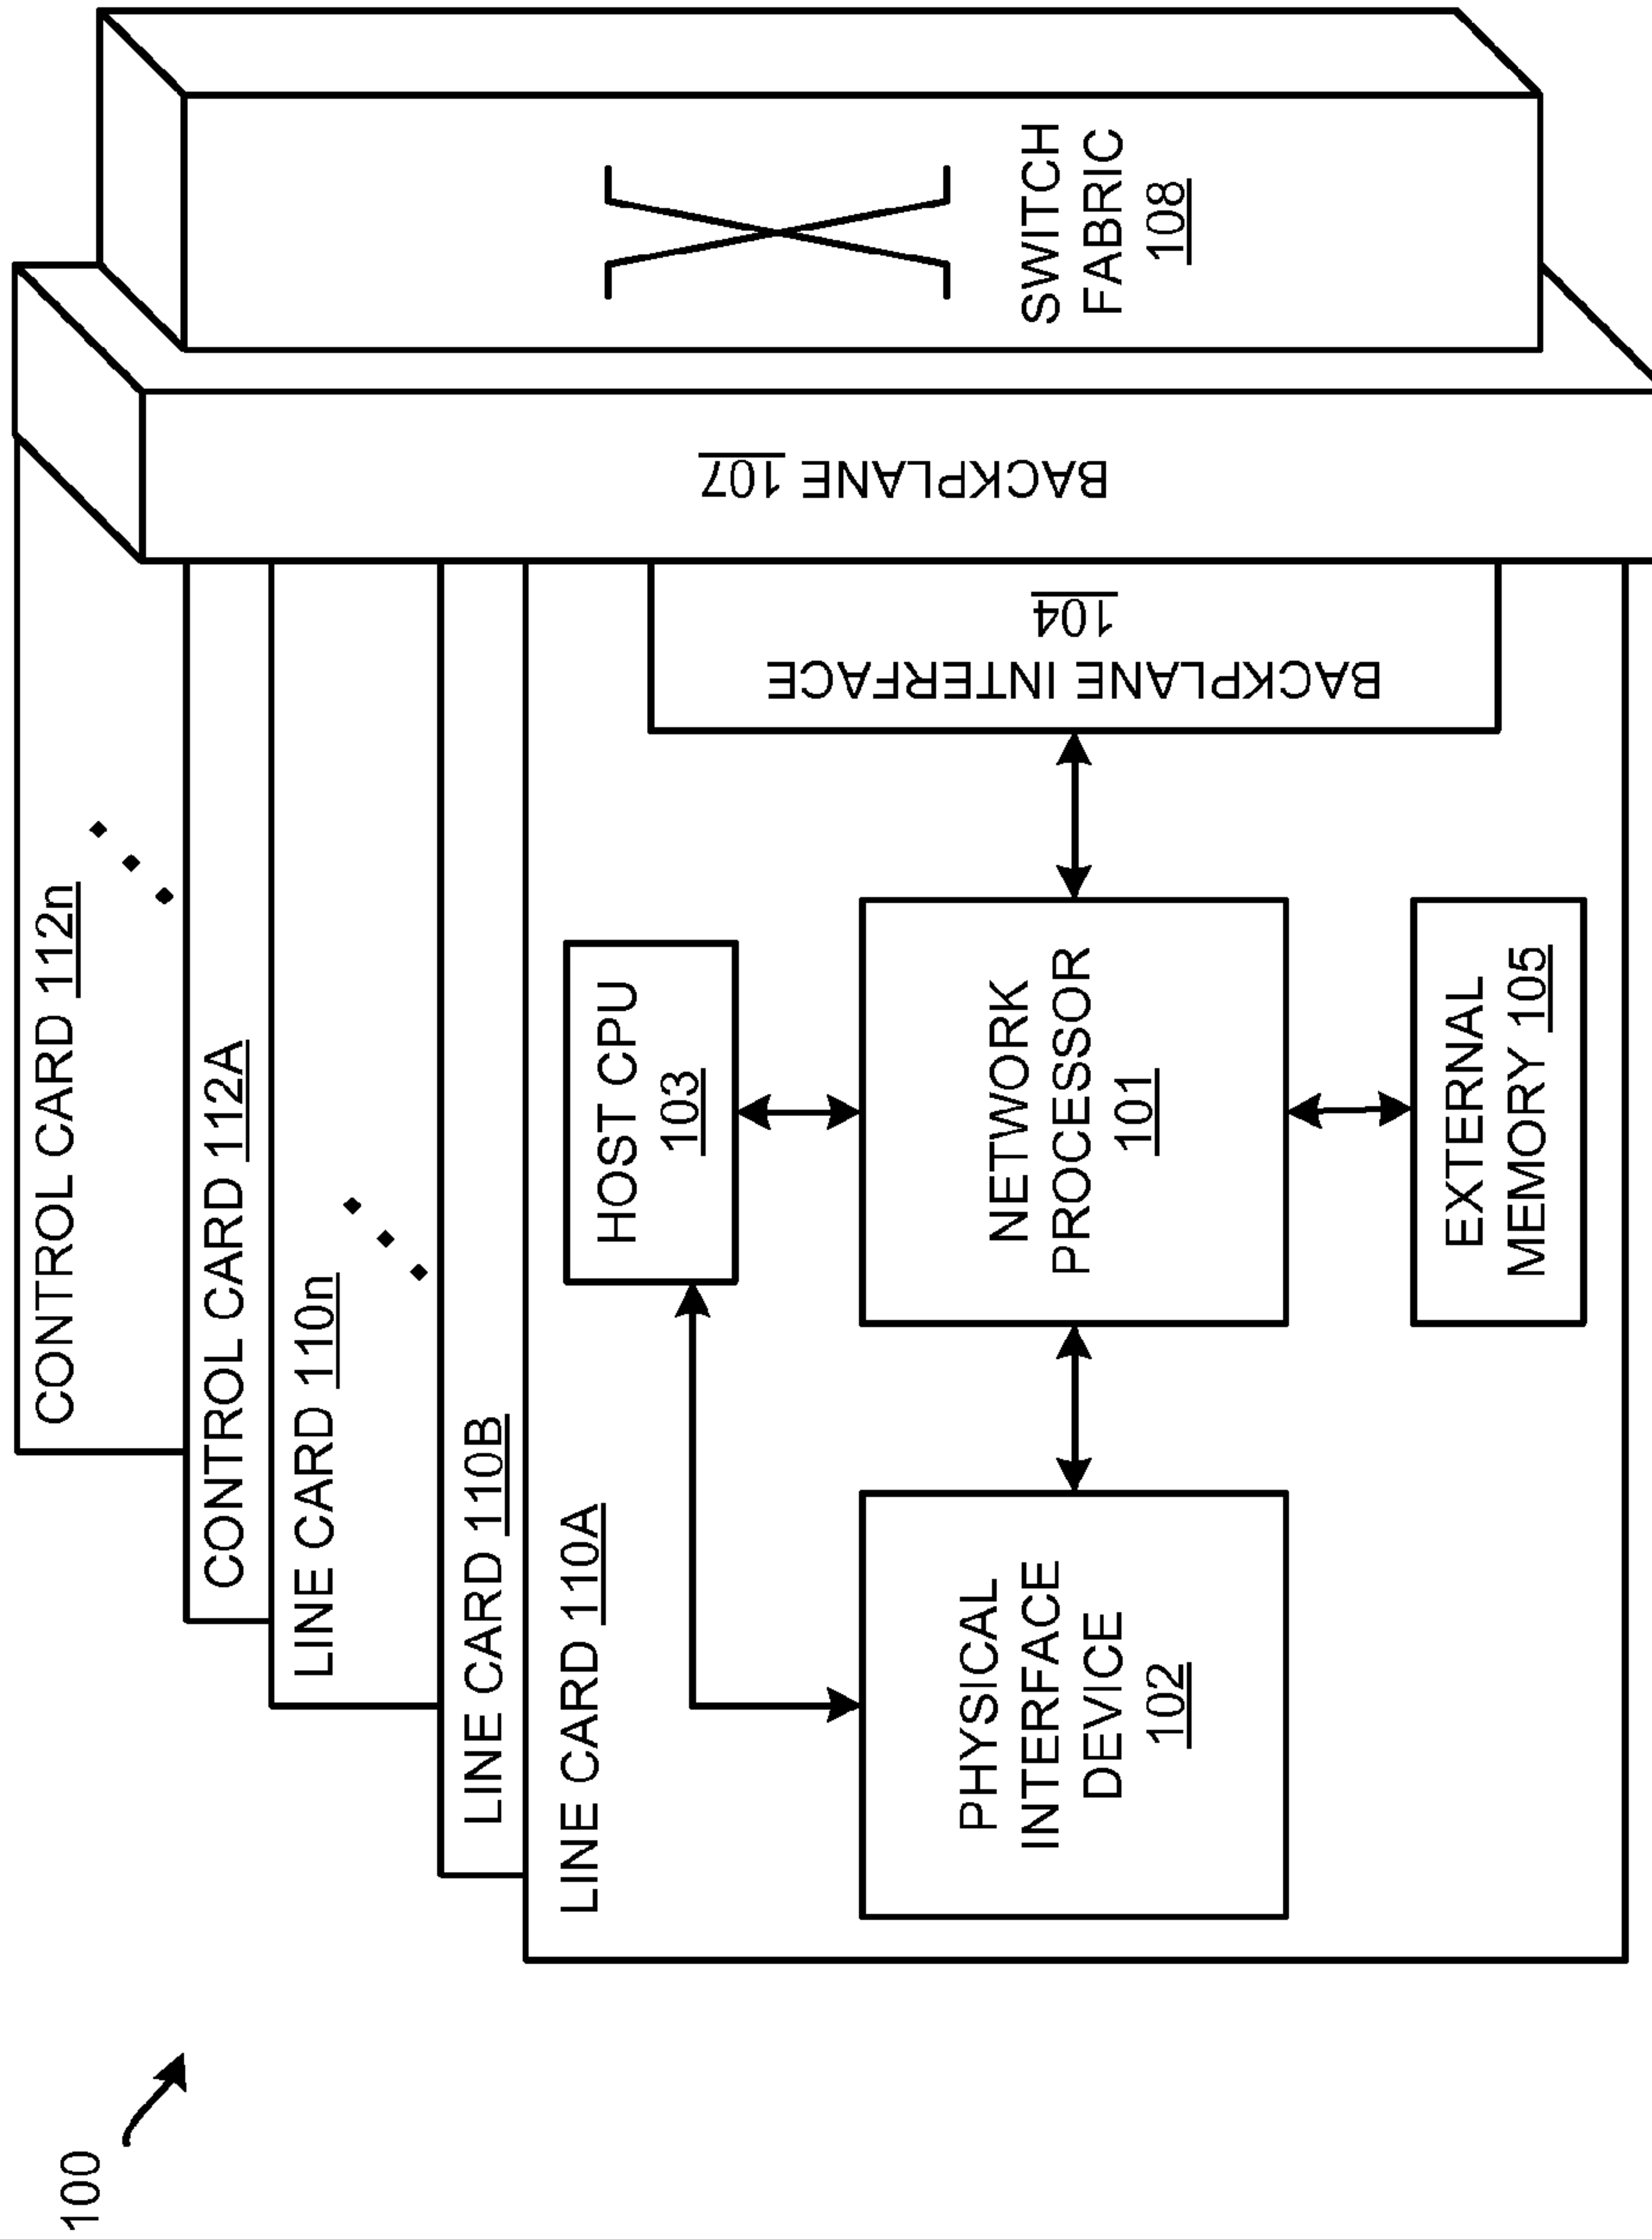 100
CONTROL CARD 112n
CONTROL CARD 112A
LINE CARD 110n
LINE CARD 110B
LINE CARD 110A
HOST CPU
103
PHYSICAL
INTERFACE
DEVICE
102
NETWORK
PROCESSOR
101
EXTERNAL
MEMORY 105
BACKPLANE INTERFACE
104
BACKPLANE 107
SWITCH
FABRIC
108